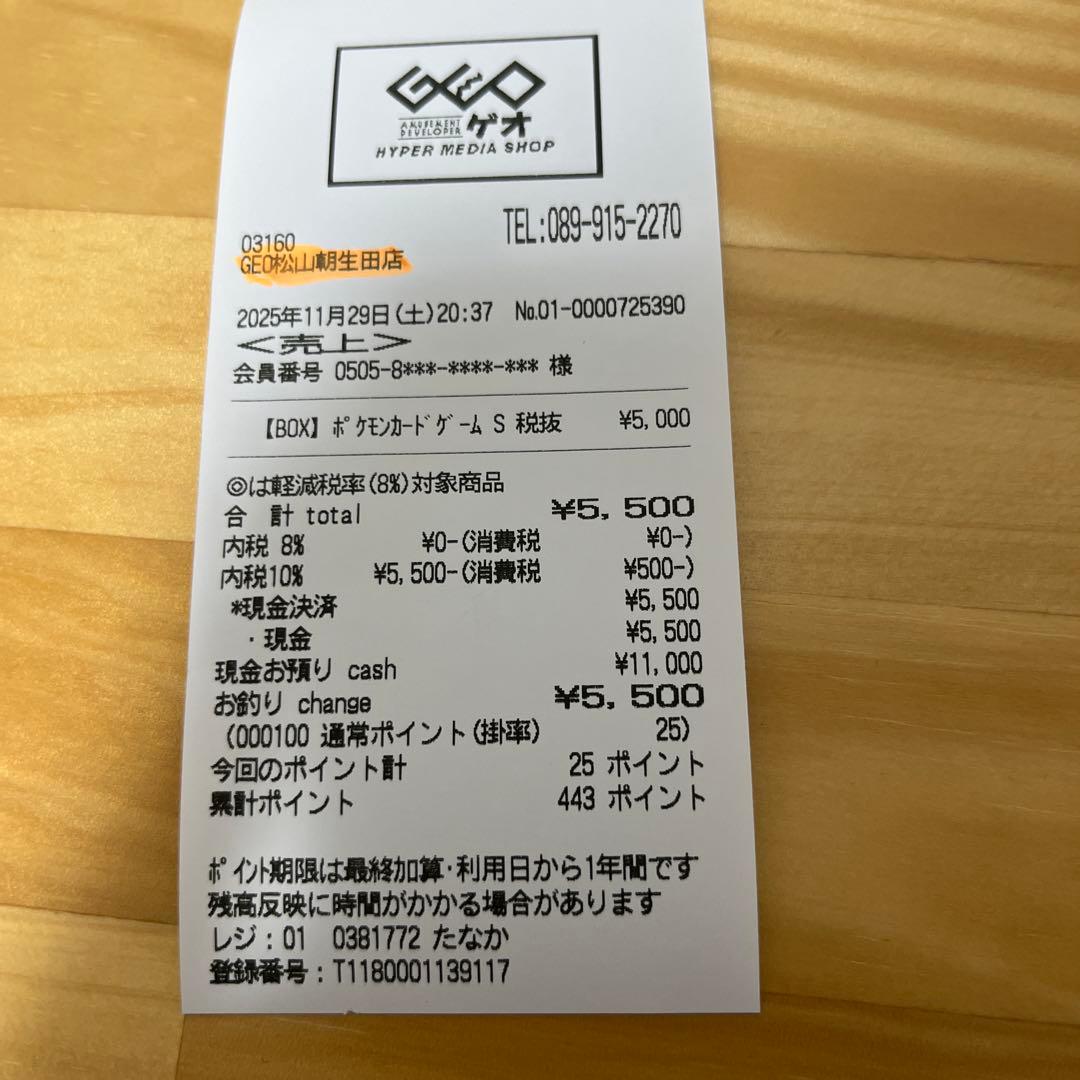 GEO
AMUSEMENT DEVELOPER ゲオ
HYPER MEDIA SHOP
TEL:089-915-2270
03160
GEO松山朝生田店
2025年11月29日(土)20:37 No.01-0000725390
<売上>
会員番号 0505-8***-****-*** 様
【BOX】ﾎﾟｹモンカードゲーム S 税抜 ¥5,000
◎は軽減税率(8%)対象商品
合 計 total ¥5,500
内税 8% ¥0-(消費税 ¥0-)
内税10% ¥5,500-(消費税 ¥500-)
*現金決済 ¥5,500
・現金 ¥5,500
現金お預り cash ¥11,000
お釣り change ¥5,500
(000100 通常ポイント(掛率) 25)
今回のポイント計 25 ポイント
累計ポイント 443 ポイント
ﾎﾟｲﾝﾄ期限は最終加算・利用日から1年間です
残高反映に時間がかかる場合があります
レジ:01 0381772 たなか
登録番号:T1180001139117